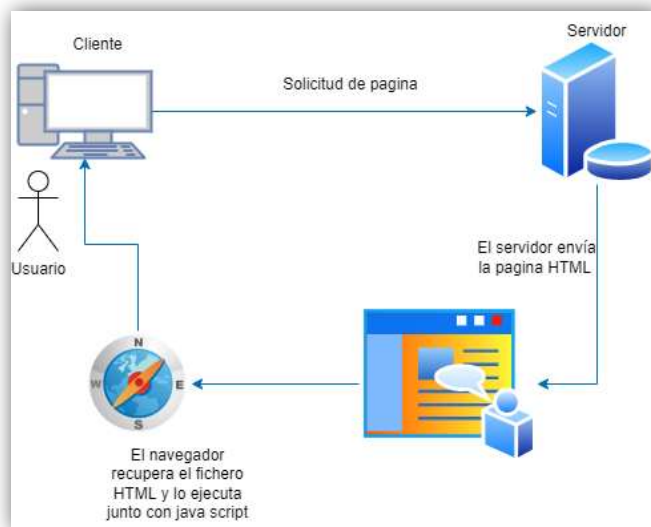 Cliente
Servidor
Solicitud de pagina
Usuario
El servidor envía
la pagina HTML
N
W
E
S
El navegador
recupera el fichero
HTML y lo ejecuta
junto con java script